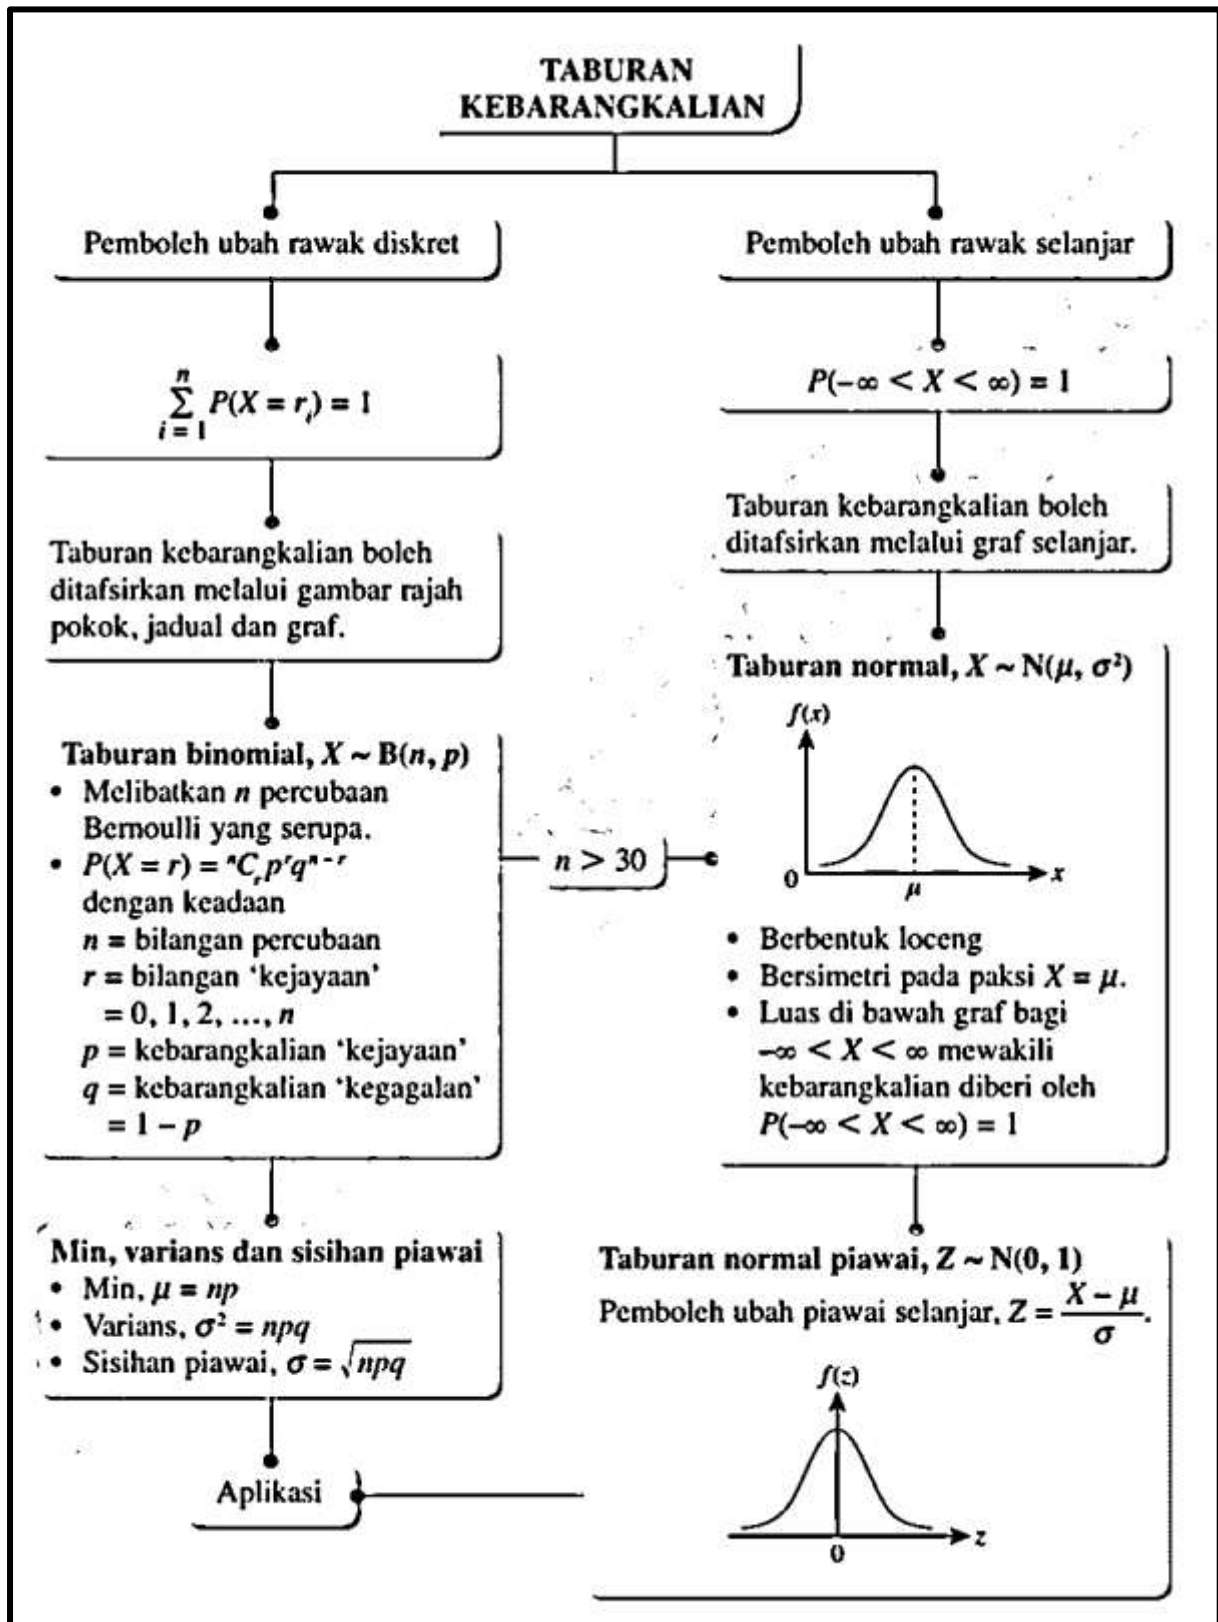 TABURAN
KEBARANGKALIAN
Pemboleh ubah rawak diskret
n
∑ P(X = rᵢ) = 1
i = 1
Taburan kebarangkalian boleh
ditafsirkan melalui gambar rajah
pokok, jadual dan graf.
Taburan binomial, X ~ B(n, p)
• Melibatkan n percubaan
Bernoulli yang serupa.
• P(X = r) = ⁿCᵣ pʳqⁿ⁻ʳ
dengan keadaan
n = bilangan percubaan
r = bilangan ‘kejayaan’
= 0, 1, 2, ..., n
p = kebarangkalian ‘kejayaan’
q = kebarangkalian ‘kegagalan’
= 1 – p
n > 30
Min, varians dan sisihan piawai
• Min, μ = np
• Varians, σ² = npq
• Sisihan piawai, σ = √npq
Aplikasi
Pemboleh ubah rawak selanjar
P(–∞ < X < ∞) = 1
Taburan kebarangkalian boleh
ditafsirkan melalui graf selanjar.
Taburan normal, X ~ N(μ, σ²)
f(x)
0
μ
x
• Berbentuk loceng
• Bersimetri pada paksi X = μ.
• Luas di bawah graf bagi
–∞ < X < ∞ mewakili
kebarangkalian diberi oleh
P(–∞ < X < ∞) = 1
Taburan normal piawai, Z ~ N(0, 1)
Pemboleh ubah piawai selanjar, Z = (X – μ)/σ.
f(z)
0
z